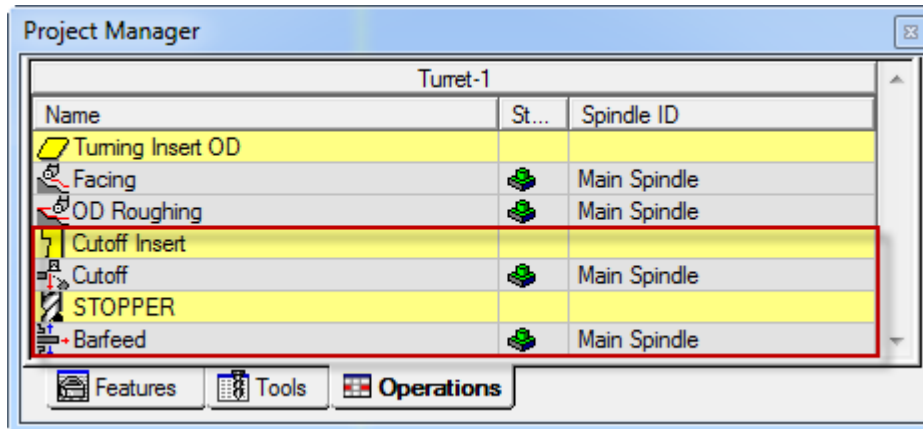 Project Manager
Turret-1
Name St... Spindle ID
Turning Insert OD
Facing Main Spindle
OD Roughing Main Spindle
Cutoff Insert
Cutoff Main Spindle
STOPPER
Barfeed Main Spindle
Features Tools Operations